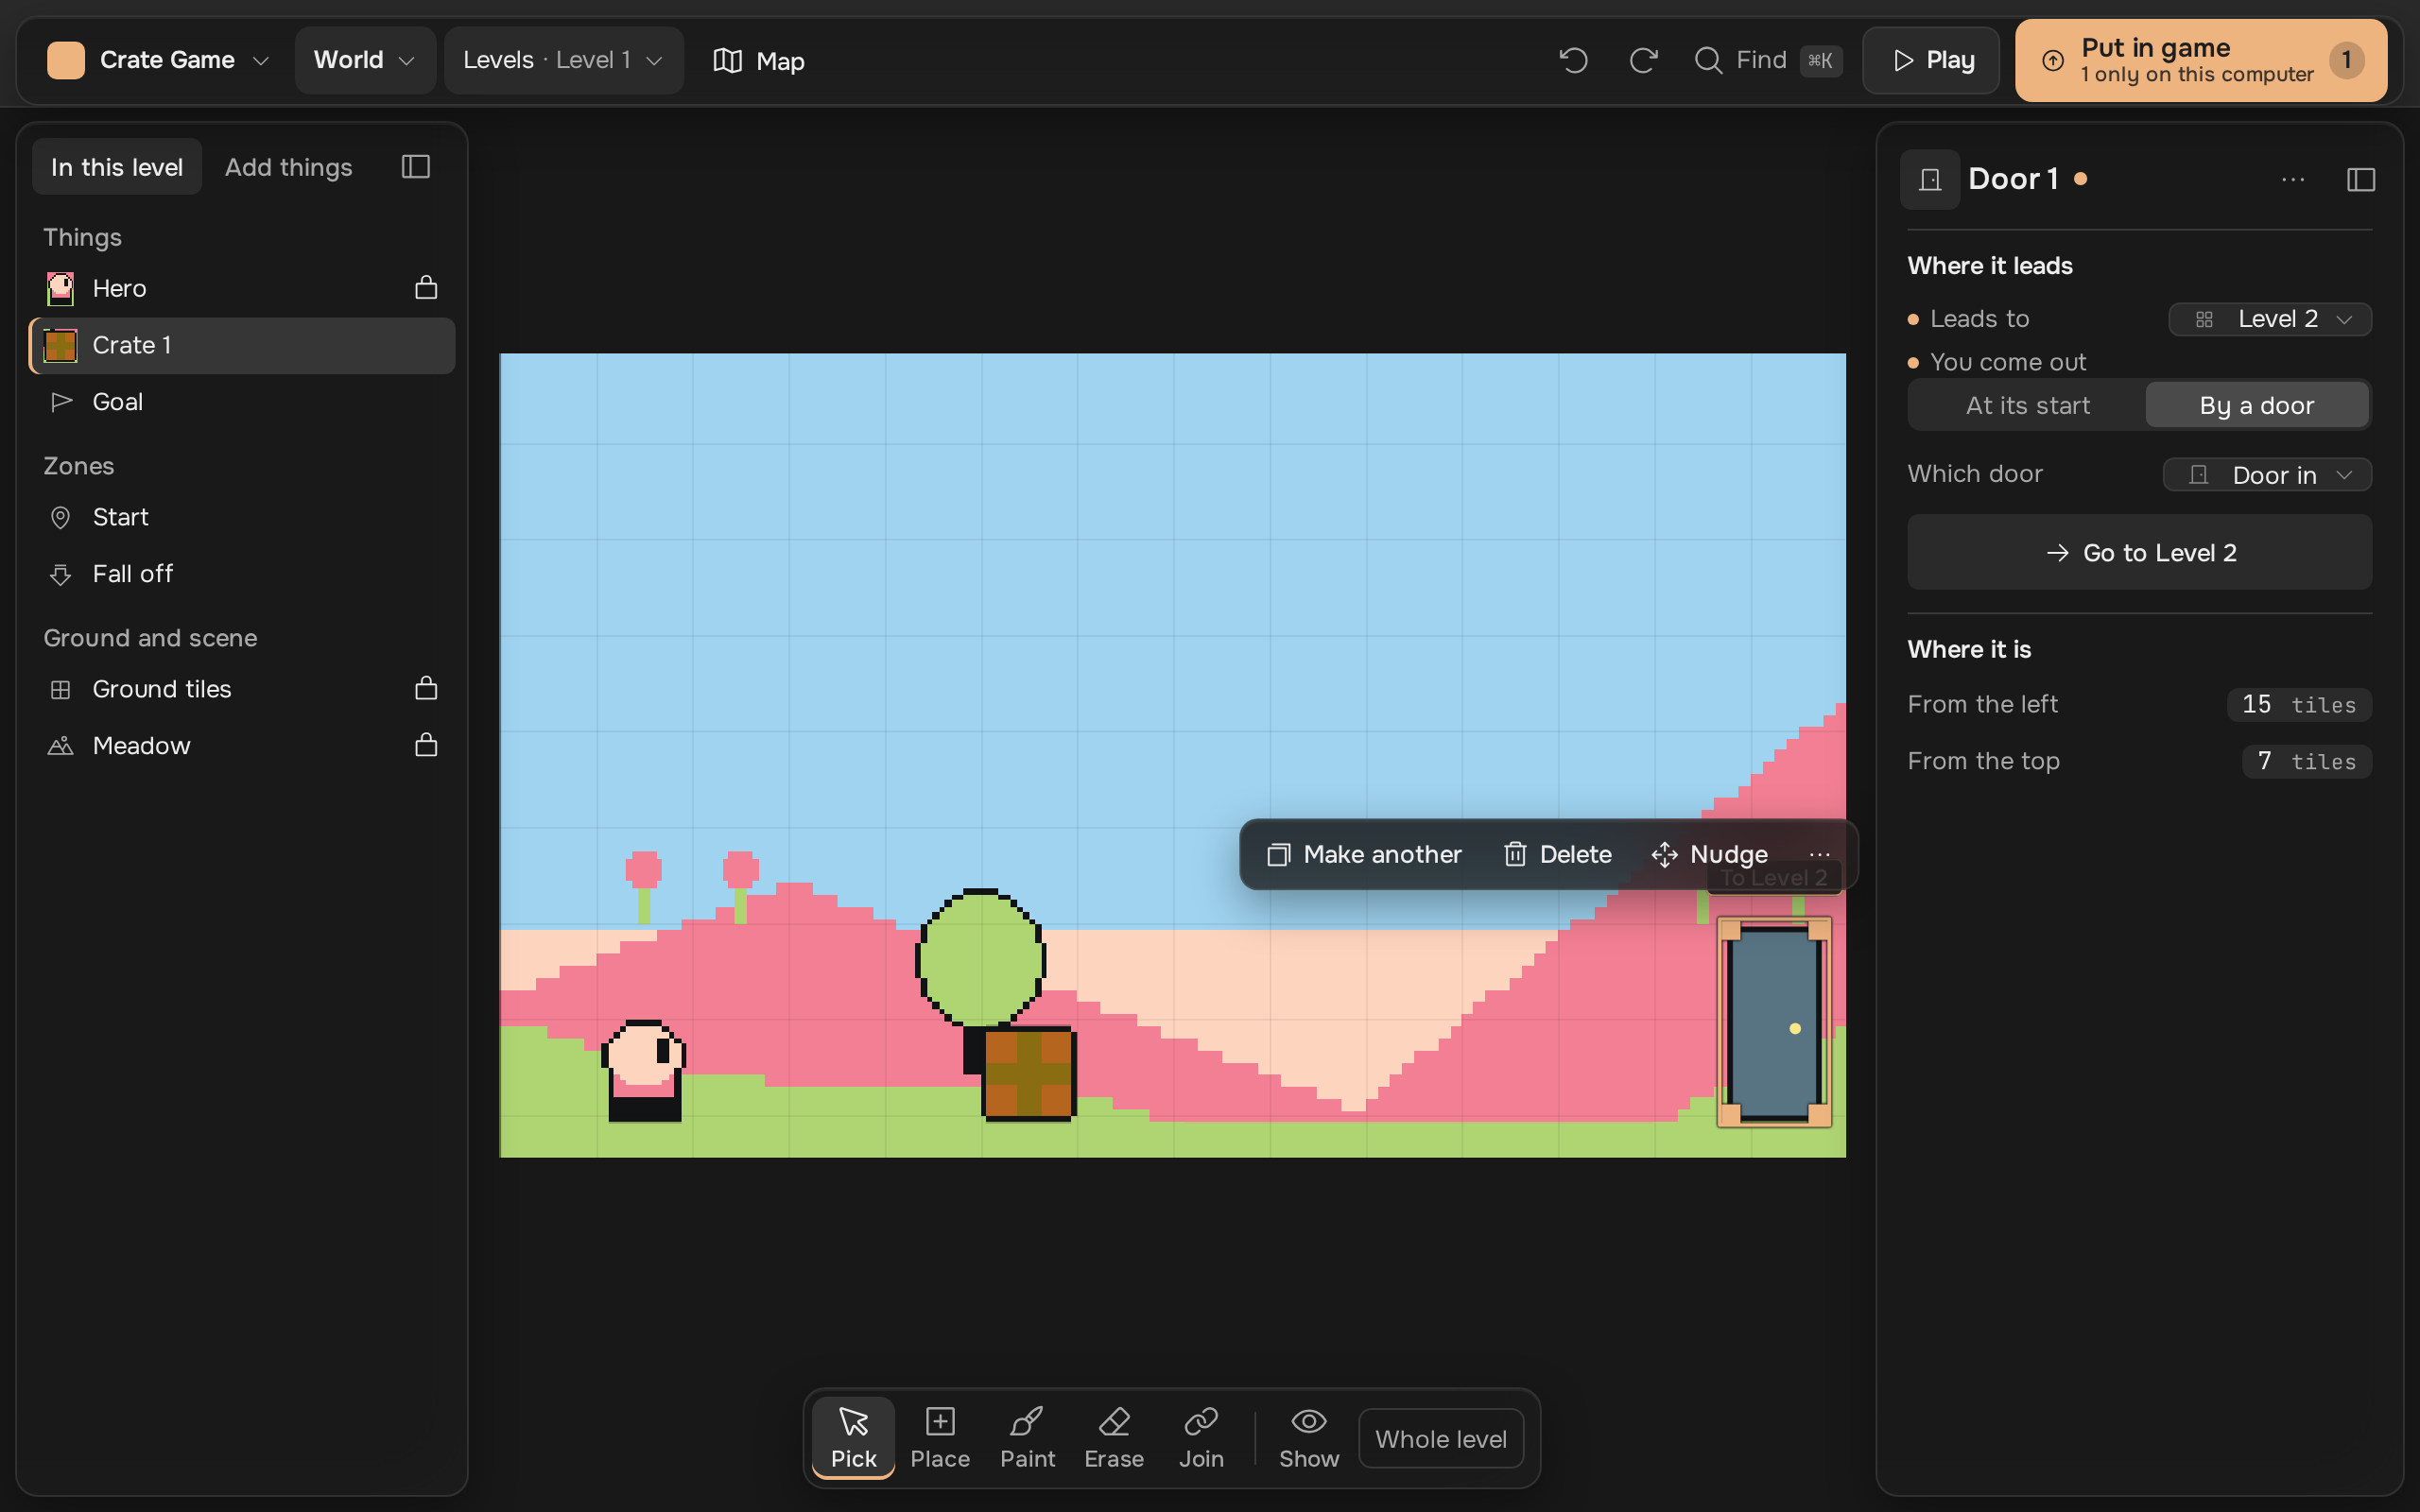 Crate Game
World
Levels · Level 1
Map
Find ⌘K
Play
Put in game
1 only on this computer
1
In this level
Add things
Things
Hero
Crate 1
Goal
Zones
Start
Fall off
Ground and scene
Ground tiles
Meadow
Make another
Delete
Nudge
To Level 2
Pick
Place
Paint
Erase
Join
Show
Whole level
Door 1
Where it leads
Leads to
Level 2
You come out
At its start
By a door
Which door
Door in
Go to Level 2
Where it is
From the left
15 tiles
From the top
7 tiles